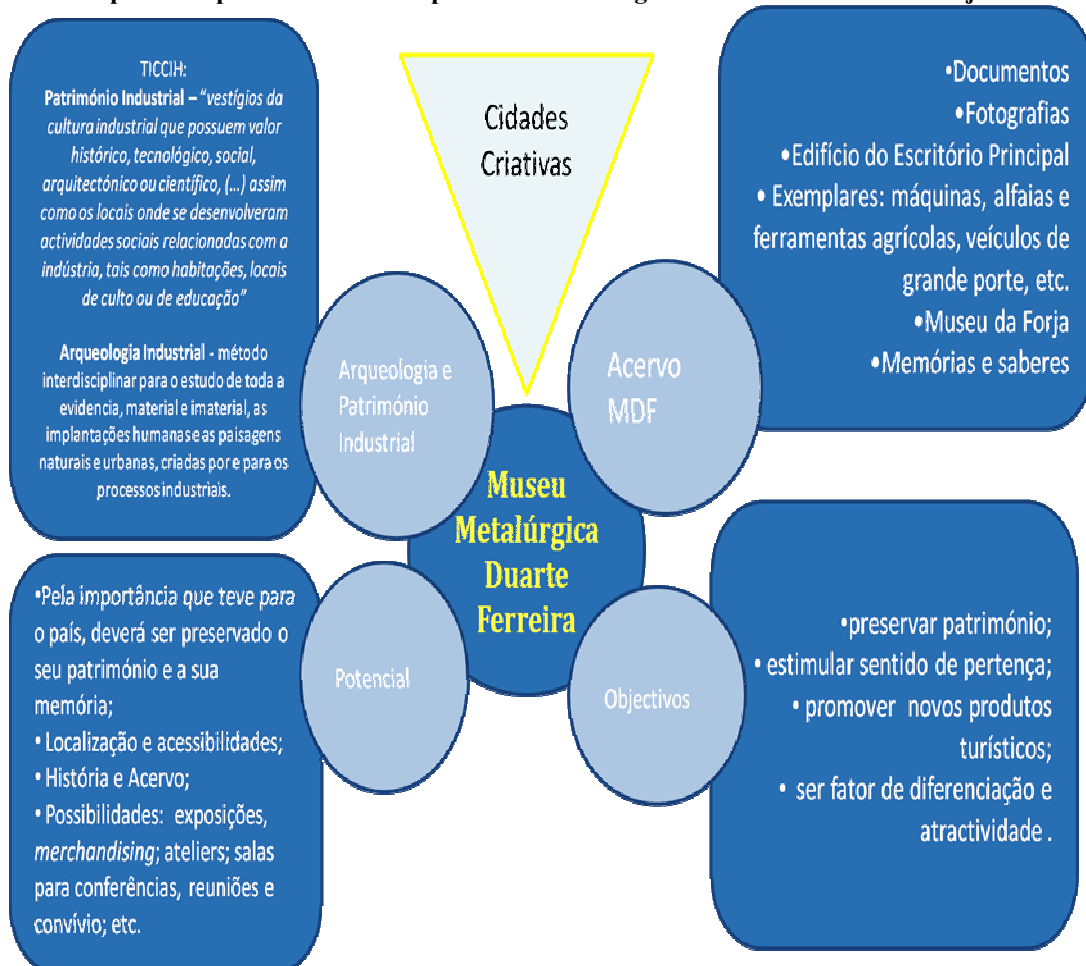 TICCIH:
Património Industrial – "vestígios da
cultura industrial que possuem valor
histórico, tecnológico, social,
arquitectónico ou científico, (...) assim
como os locais onde se desenvolveram
actividades sociais relacionadas com a
indústria, tais como habitações, locais
de culto ou de educação"
Arqueologia Industrial - método
interdisciplinar para o estudo de toda a
evidencia, material e imaterial, as
implantações humanas e as paisagens
naturais e urbanas, criadas por e para os
processos industriais.
Cidades
Criativas
•Documentos
•Fotografias
•Edifício do Escritório Principal
• Exemplares: máquinas, alfaias e
ferramentas agrícolas, veículos de
grande porte, etc.
•Museu da Forja
•Memórias e saberes
Arqueologia e
Património
Industrial
Acervo
MDF
Museu
Metalúrgica
Duarte
Ferreira
•Pela importância que teve para
o país, deverá ser preservado o
seu património e a sua
memória;
• Localização e acessibilidades;
• História e Acervo;
• Possibilidades: exposições,
merchandising; ateliers; salas
para conferências, reuniões e
convívio; etc.
Potencial
Objectivos
•preservar património;
• estimular sentido de pertença;
• promover novos produtos
turísticos;
• ser fator de diferenciação e
atractividade .